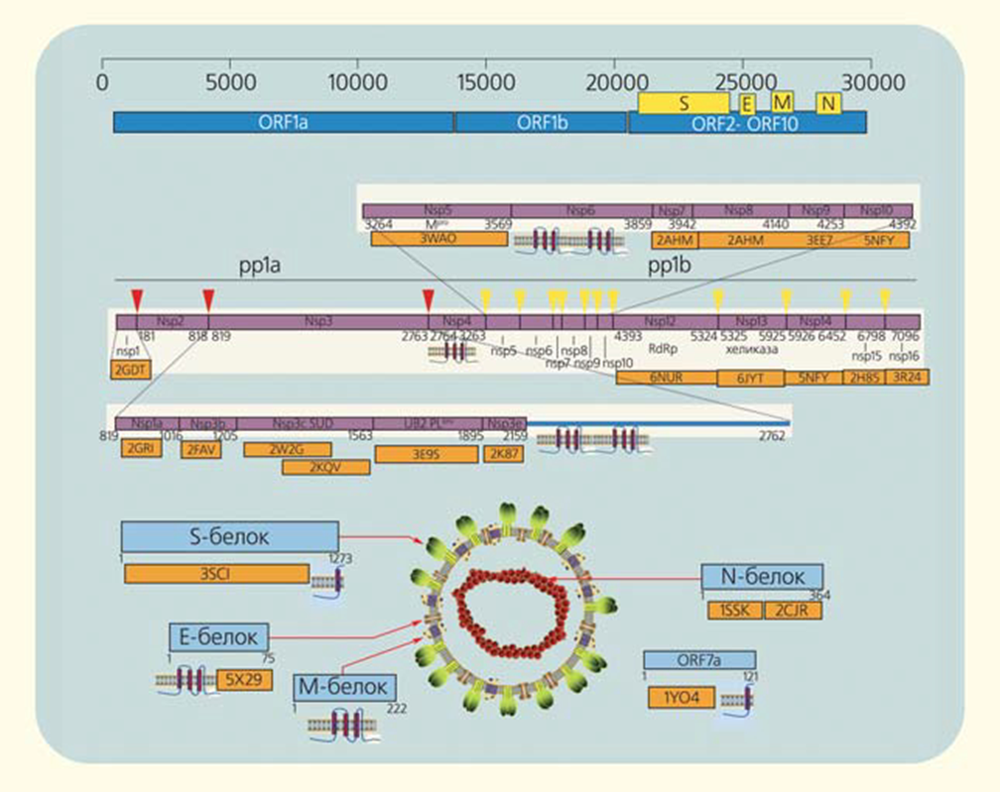 0 5000 10000 15000 20000 25000 30000
S E M N
ORF1a ORF1b ORF2- ORF10
Nsp5 Nsp6 Nsp7 Nsp8 Nsp9 Nsp10
3264 Mpro 3569 3859 3942 4140 4253 4392
3WAO 2AHM 2AHM 3EE7 5NFY
pp1a pp1b
Nsp2 Nsp3 Nsp4 Nsp12 Nsp13 Nsp14
181 818 819 2763 2764 3263 4393 5324 5325 5925 5926 6452 6798 7096
nsp1 nsp5 nsp6 nsp8 RdRp хеликаза nsp15 nsp16
nsp7 nsp9 nsp10
2GDT 6NUR 6JYT 5NFY 2H85 3R24
Nsp1a Nsp3b Nsp3c SUD UB2 PLpro Nsp3e
819 1016 1205 1563 1895 2159 2762
2GRI 2FAV 2W2G 3E9S 2K87
2KQV
S-белок
1 1273
3SCI
N-белок
1 364
1SSK 2CJR
E-белок
1 75
5X29
ORF7a
1 121
1YO4
M-белок
1 222